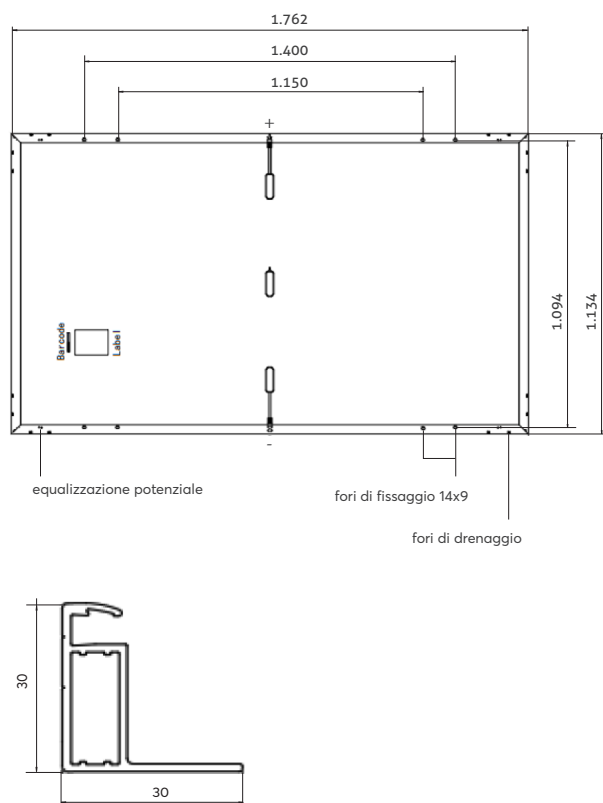 1.762
1.400
1.150
+
1.094
1.134
Barcode
Label
-
equalizzazione potenziale
fori di fissaggio 14x9
fori di drenaggio
30
30